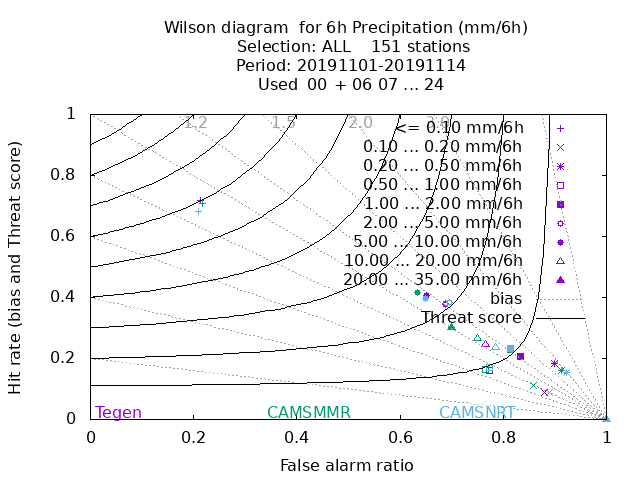 Wilson diagram  for 6h Precipitation (mm/6h)
Selection: ALL    151 stations
Period: 20191101-20191114
Used  00 + 06 07 ... 24
1.2 1.5 2.0 3.0
<= 0.10 mm/6h
0.10 ... 0.20 mm/6h
0.20 ... 0.50 mm/6h
0.50 ... 1.00 mm/6h
1.00 ... 2.00 mm/6h
2.00 ... 5.00 mm/6h
5.00 ... 10.00 mm/6h
10.00 ... 20.00 mm/6h
20.00 ... 35.00 mm/6h
bias
Threat score
Hit rate (bias and Threat score)
1
0.8
0.6
0.4
0.2
0
Tegen CAMSMMR CAMSNRT
0 0.2 0.4 0.6 0.8 1
False alarm ratio